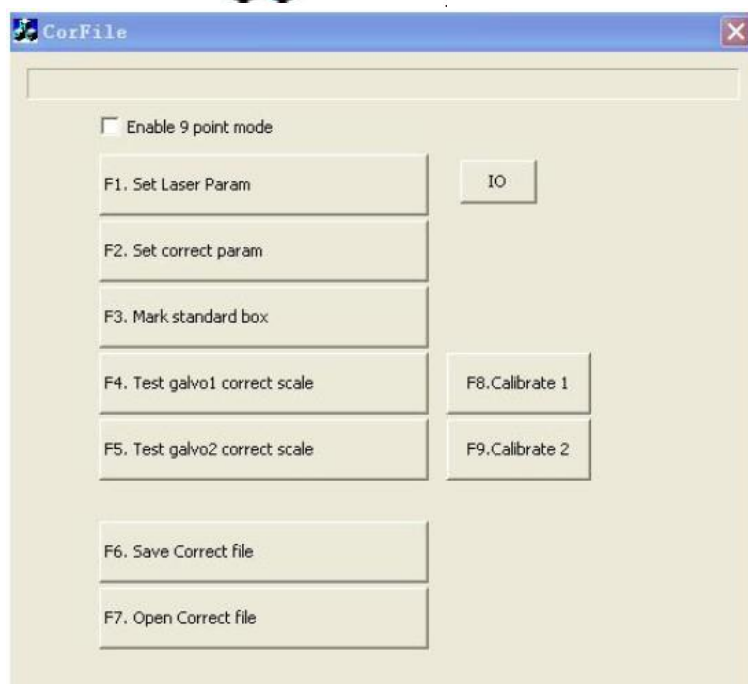 CorFile
Enable 9 point mode
F1. Set Laser Param
IO
F2. Set correct param
F3. Mark standard box
F4. Test galvo1 correct scale
F8.Calibrate 1
F5. Test galvo2 correct scale
F9.Calibrate 2
F6. Save Correct file
F7. Open Correct file